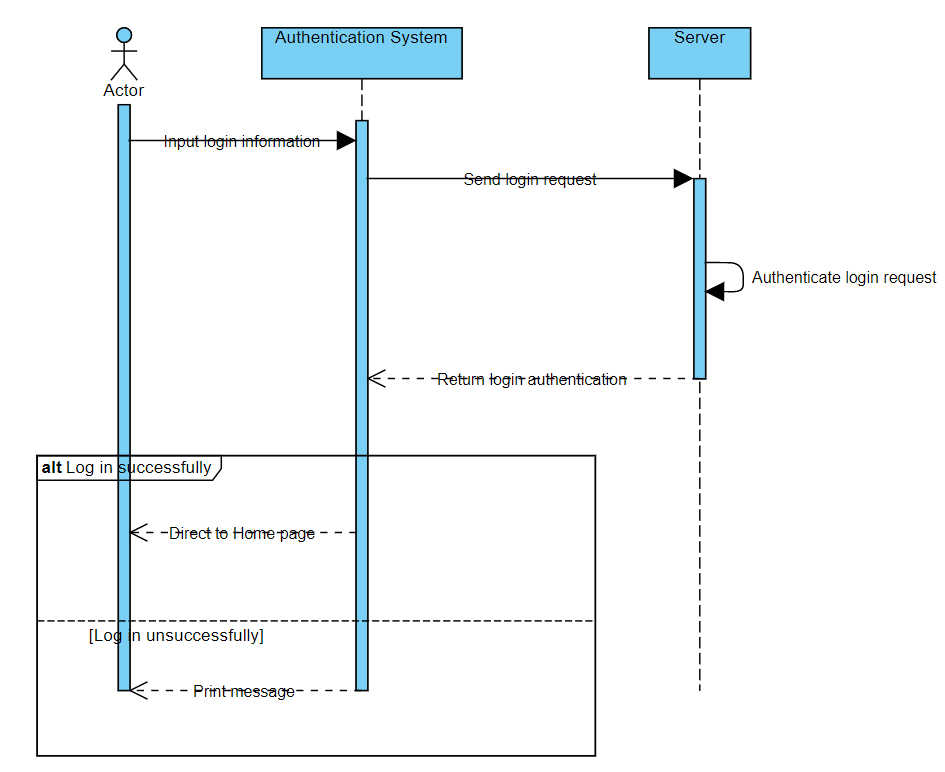 Authentication System
Server
Actor
Input login information
Send login request
Authenticate login request
Return login authentication
alt Log in successfully
Direct to Home page
[Log in unsuccessfully]
Print message